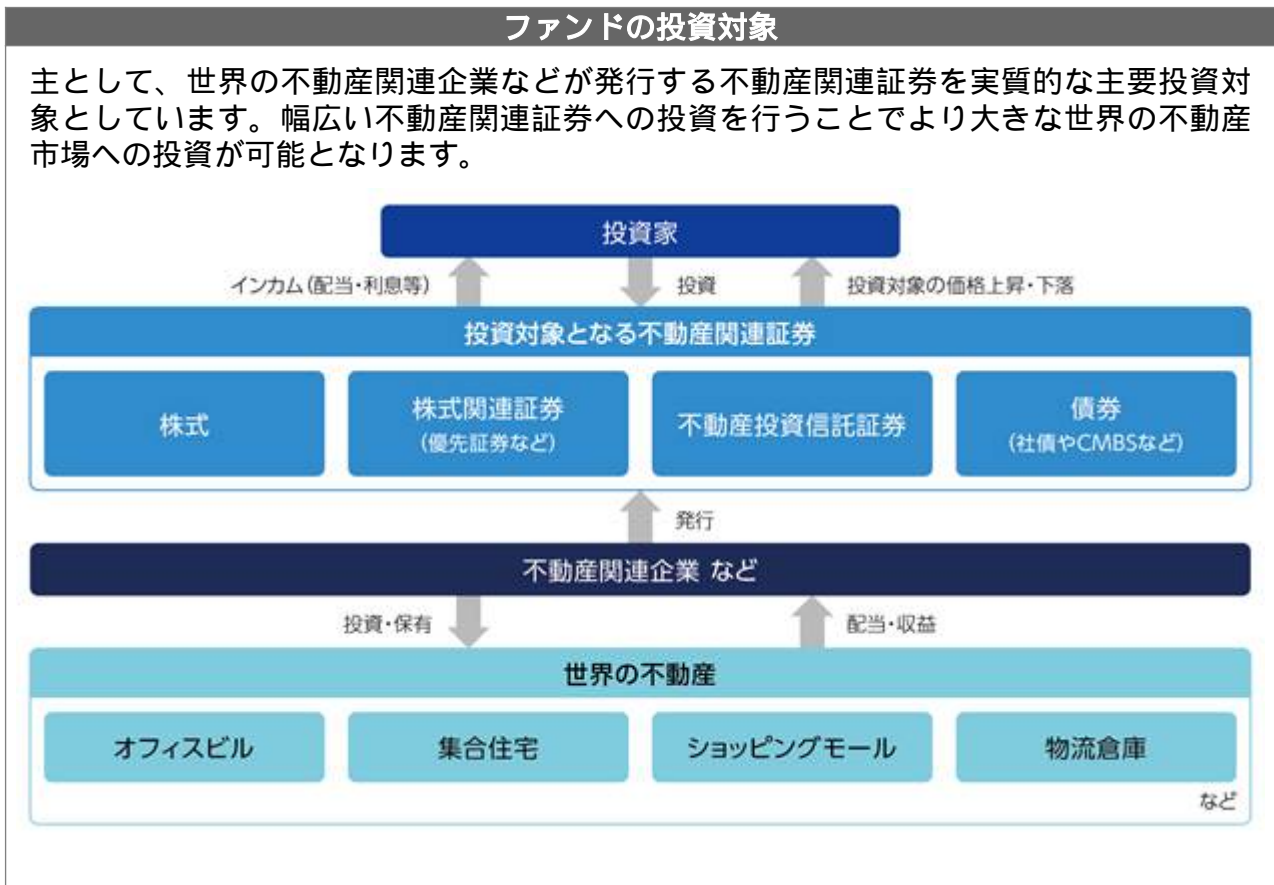 ファンドの投資対象
主として、世界の不動産関連企業などが発行する不動産関連証券を実質的な主要投資対
象としています。幅広い不動産関連証券への投資を行うことでより大きな世界の不動産
市場への投資が可能となります。
投資家
インカム(配当・利息等) 投資 投資対象の価格上昇・下落
投資対象となる不動産関連証券
株式
株式関連証券
(優先証券など)
不動産投資信託証券
債券
(社債やCMBSなど)
発行
不動産関連企業 など
投資・保有 配当・収益
世界の不動産
オフィスビル 集合住宅 ショッピングモール 物流倉庫
など